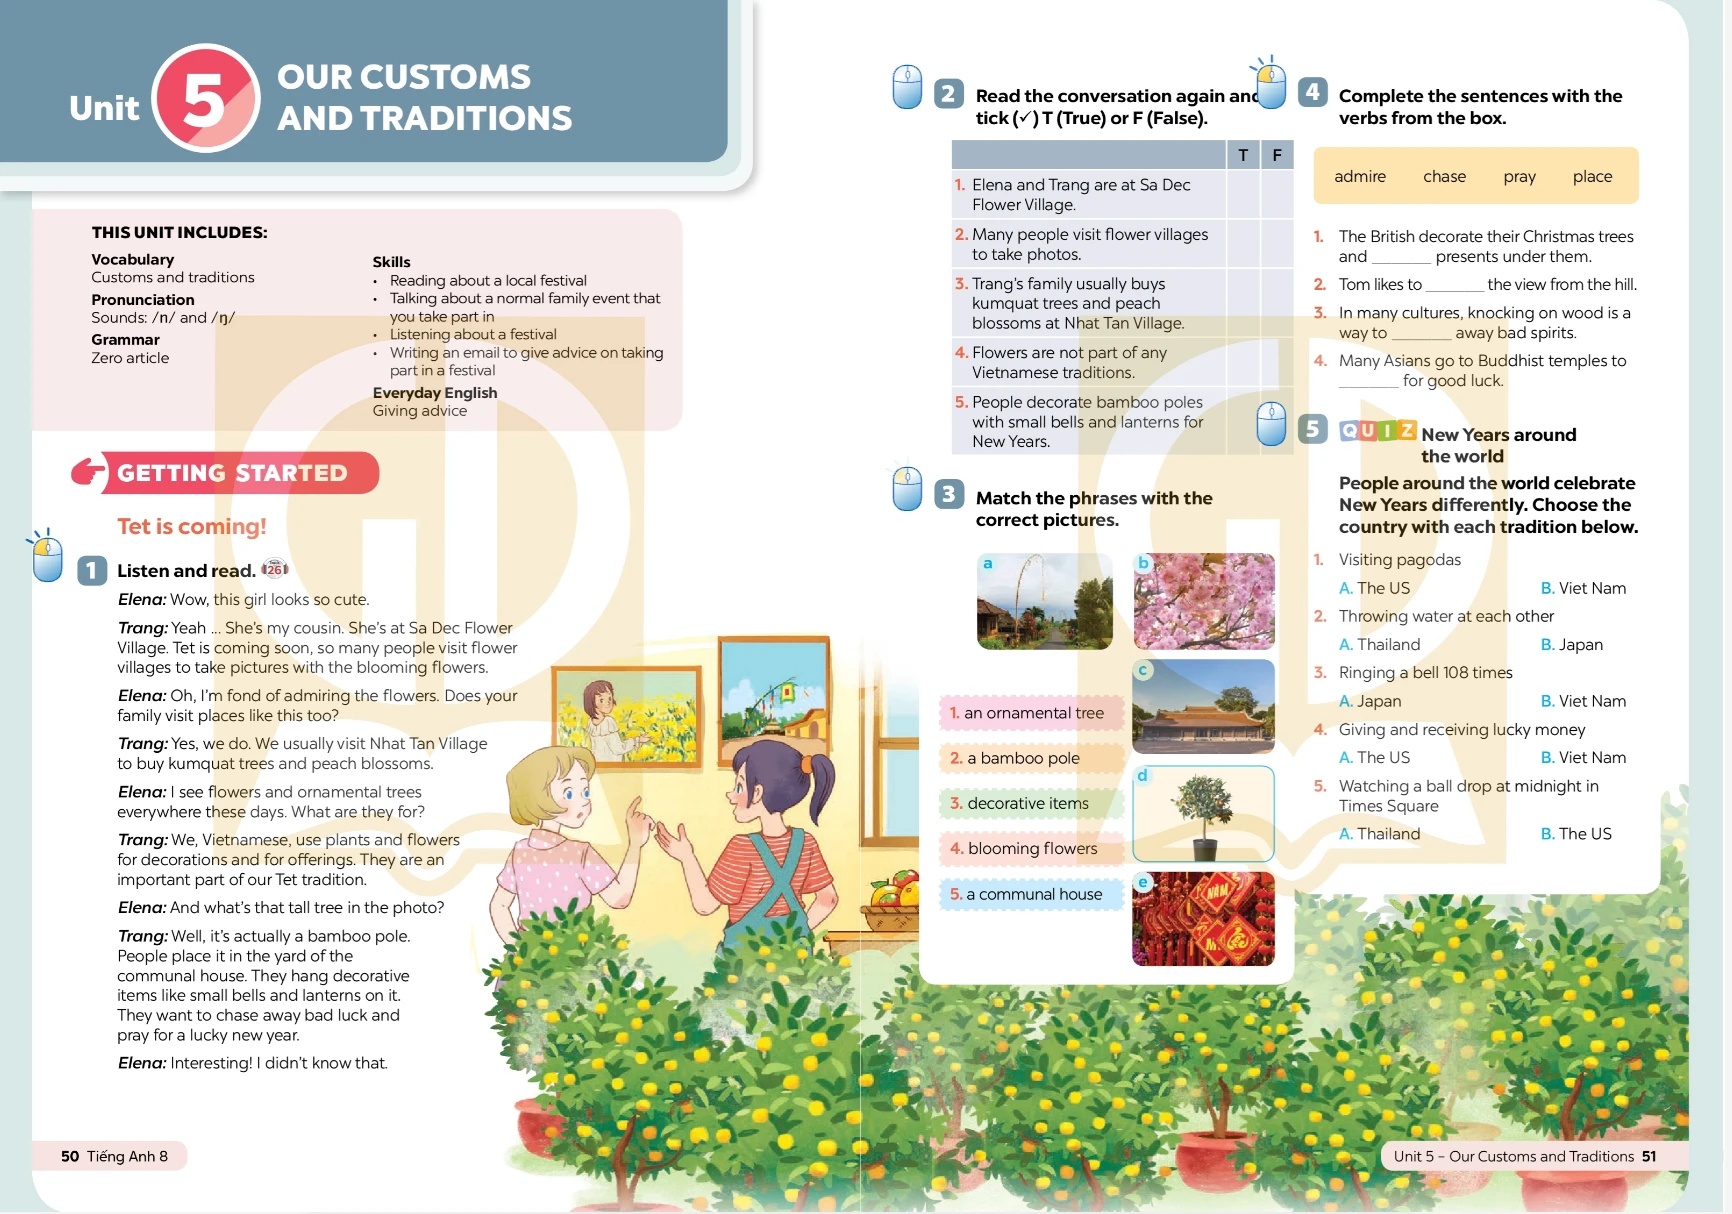 Unit
5
OUR CUSTOMS
AND TRADITIONS
THIS UNIT INCLUDES:
Vocabulary
Customs and traditions
Pronunciation
Sounds: /n/ and /ŋ/
Grammar
Zero article
Skills
• Reading about a local festival
• Talking about a normal family event that
you take part in
• Listening about a festival
• Writing an email to give advice on taking
part in a festival
Everyday English
Giving advice
GETTING STARTED
Tet is coming!
1 Listen and read. 26
Elena: Wow, this girl looks so cute.
Trang: Yeah ... She's my cousin. She's at Sa Dec Flower
Village. Tet is coming soon, so many people visit flower
villages to take pictures with the blooming flowers.
Elena: Oh, I'm fond of admiring the flowers. Does your
family visit places like this too?
Trang: Yes, we do. We usually visit Nhat Tan Village
to buy kumquat trees and peach blossoms.
Elena: I see flowers and ornamental trees
everywhere these days. What are they for?
Trang: We, Vietnamese, use plants and flowers
for decorations and for offerings. They are an
important part of our Tet tradition.
Elena: And what's that tall tree in the photo?
Trang: Well, it's actually a bamboo pole.
People place it in the yard of the
communal house. They hang decorative
items like small bells and lanterns on it.
They want to chase away bad luck and
pray for a lucky new year.
Elena: Interesting! I didn't know that.
50 Tiếng Anh 8
2 Read the conversation again and
tick (✓) T (True) or F (False).
T F
1. Elena and Trang are at Sa Dec
Flower Village.
2. Many people visit flower villages
to take photos.
3. Trang's family usually buys
kumquat trees and peach
blossoms at Nhat Tan Village.
4. Flowers are not part of any
Vietnamese traditions.
5. People decorate bamboo poles
with small bells and lanterns for
New Years.
3 Match the phrases with the
correct pictures.
a
b
c
d
e
NAM
1. an ornamental tree
2. a bamboo pole
3. decorative items
4. blooming flowers
5. a communal house
4 Complete the sentences with the
verbs from the box.
admire chase pray place
1. The British decorate their Christmas trees
and _______ presents under them.
2. Tom likes to _______ the view from the hill.
3. In many cultures, knocking on wood is a
way to _______ away bad spirits.
4. Many Asians go to Buddhist temples to
_______ for good luck.
5 QUIZ New Years around
the world
People around the world celebrate
New Years differently. Choose the
country with each tradition below.
1. Visiting pagodas
A. The US B. Viet Nam
2. Throwing water at each other
A. Thailand B. Japan
3. Ringing a bell 108 times
A. Japan B. Viet Nam
4. Giving and receiving lucky money
A. The US B. Viet Nam
5. Watching a ball drop at midnight in
Times Square
A. Thailand B. The US
Unit 5 – Our Customs and Traditions 51